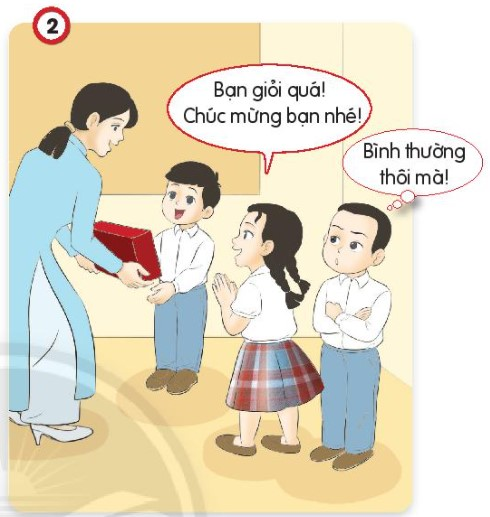 2
Bạn giỏi quá!
Chúc mừng bạn nhé!
Bình thường
thôi mà!